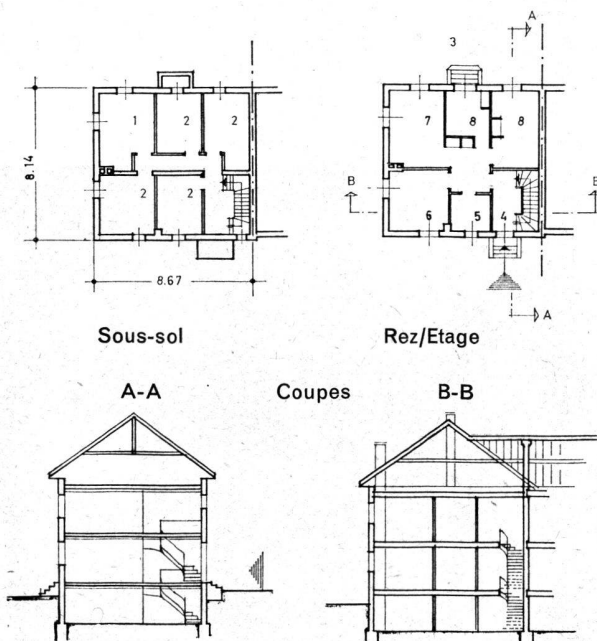 A
3
1 2 2
7 8 8
8.14
B B
2 2
6 5 4
8.67
A
Sous-sol Rez/Etage
A-A Coupes B-B